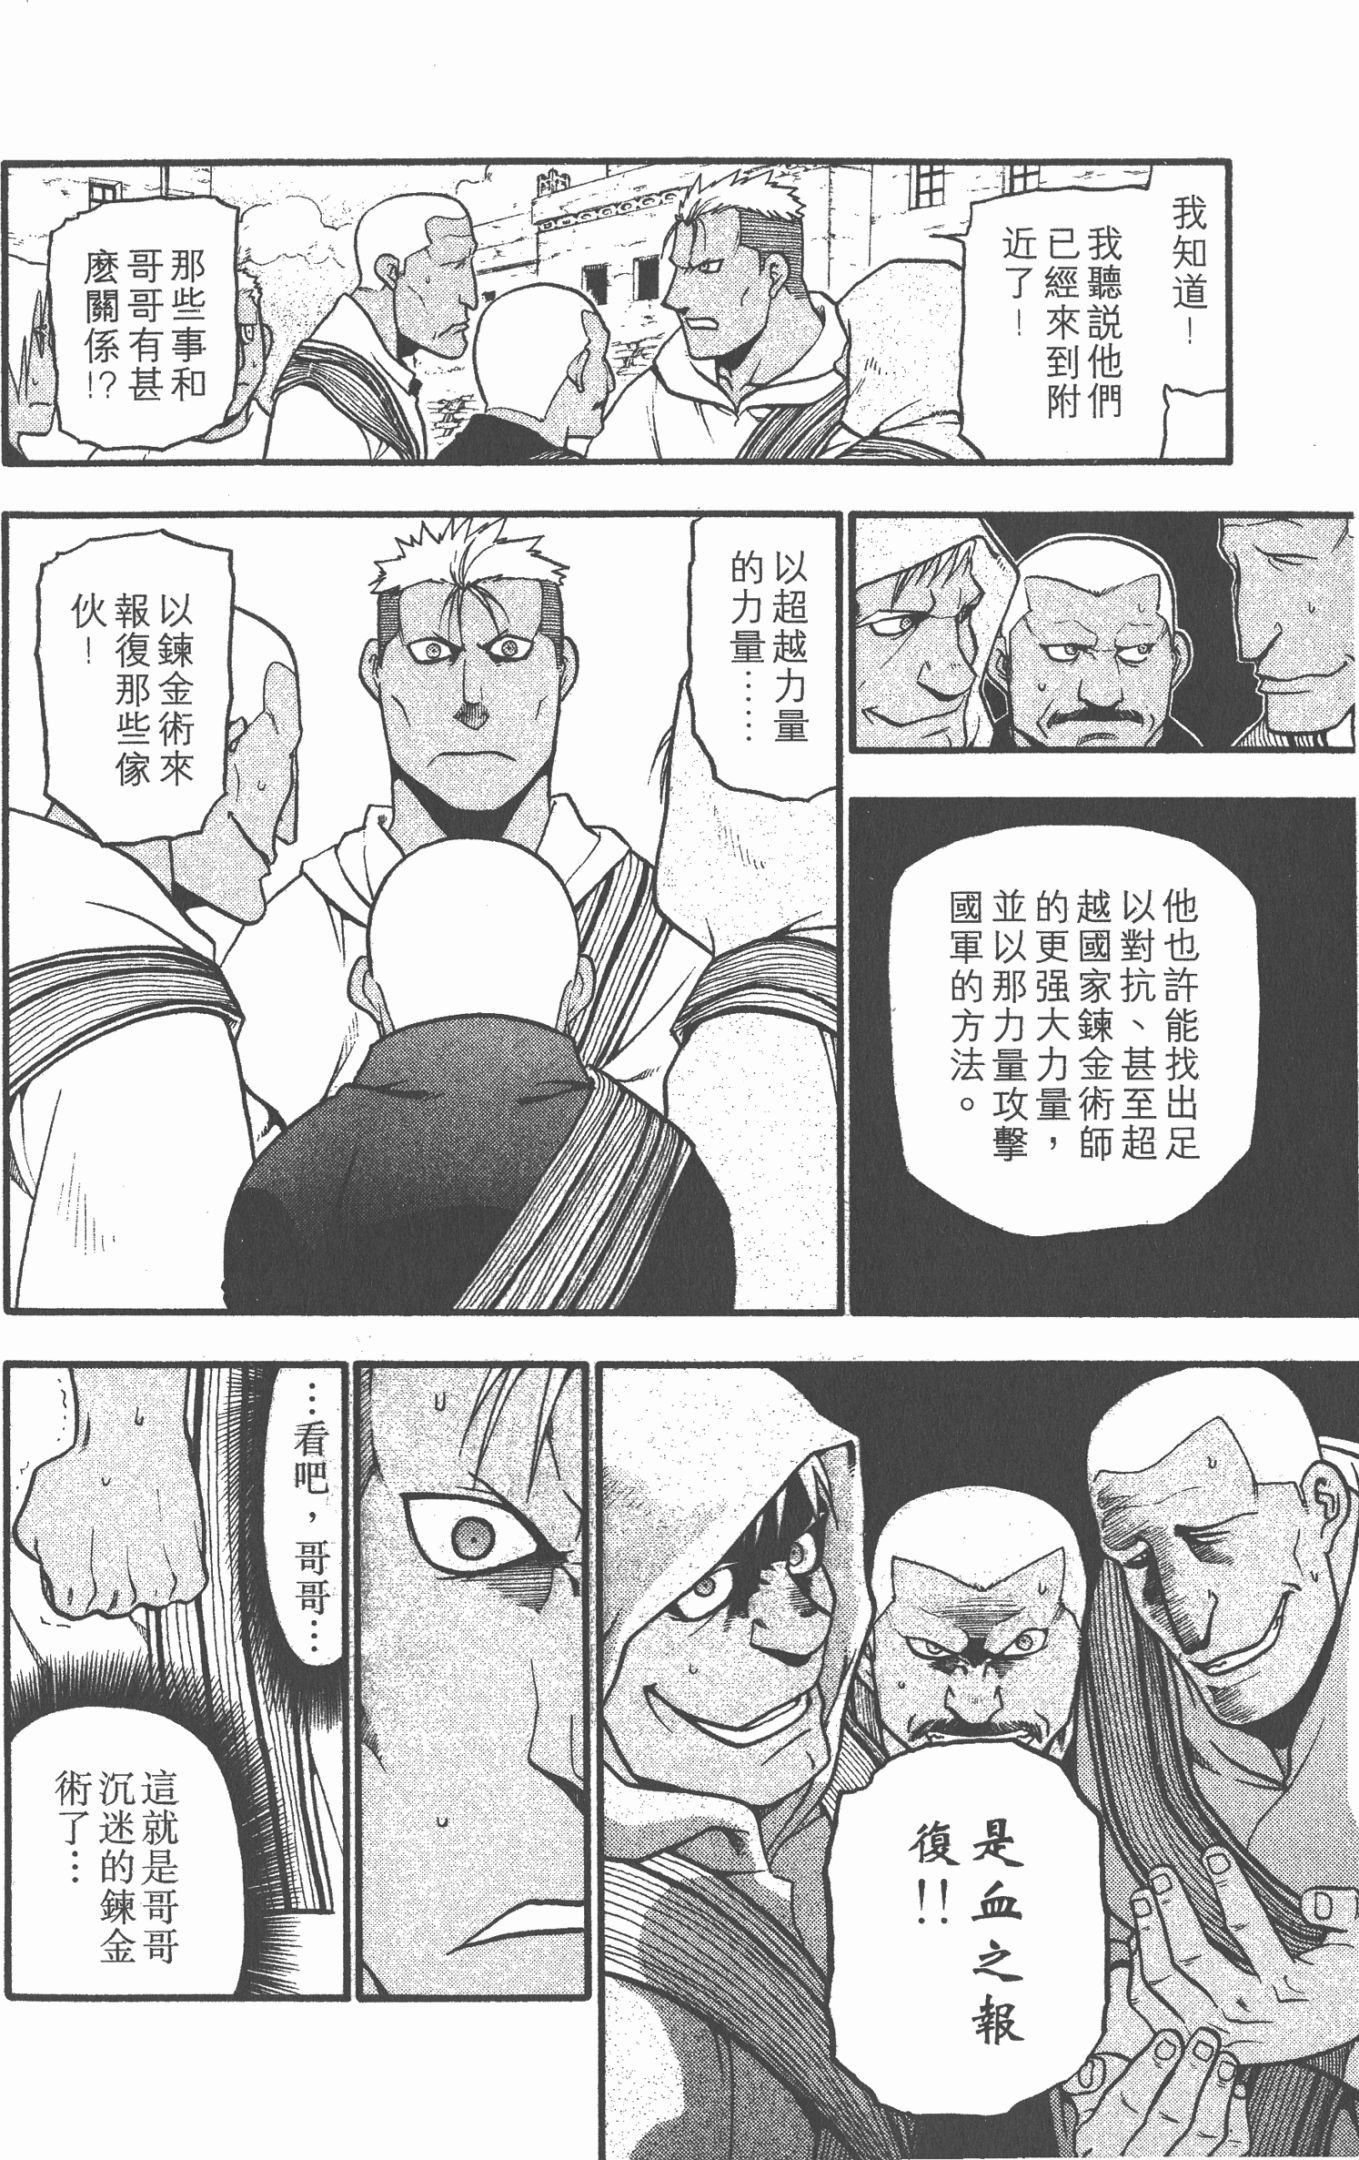 我知道！
我聽説他們
已經來到附
近了！
那些事和
哥哥有甚
麽關係!?
他也許能找出足
以對抗、甚至超
越國家鍊金術師
的更强大力量，
並以那力量攻擊
國軍的方法。
以超越力量
的力量……
以鍊金術來
報復那些傢
伙！
是血之報
復!!
…看吧，哥哥…
這就是哥哥
沉迷的鍊金
術了…